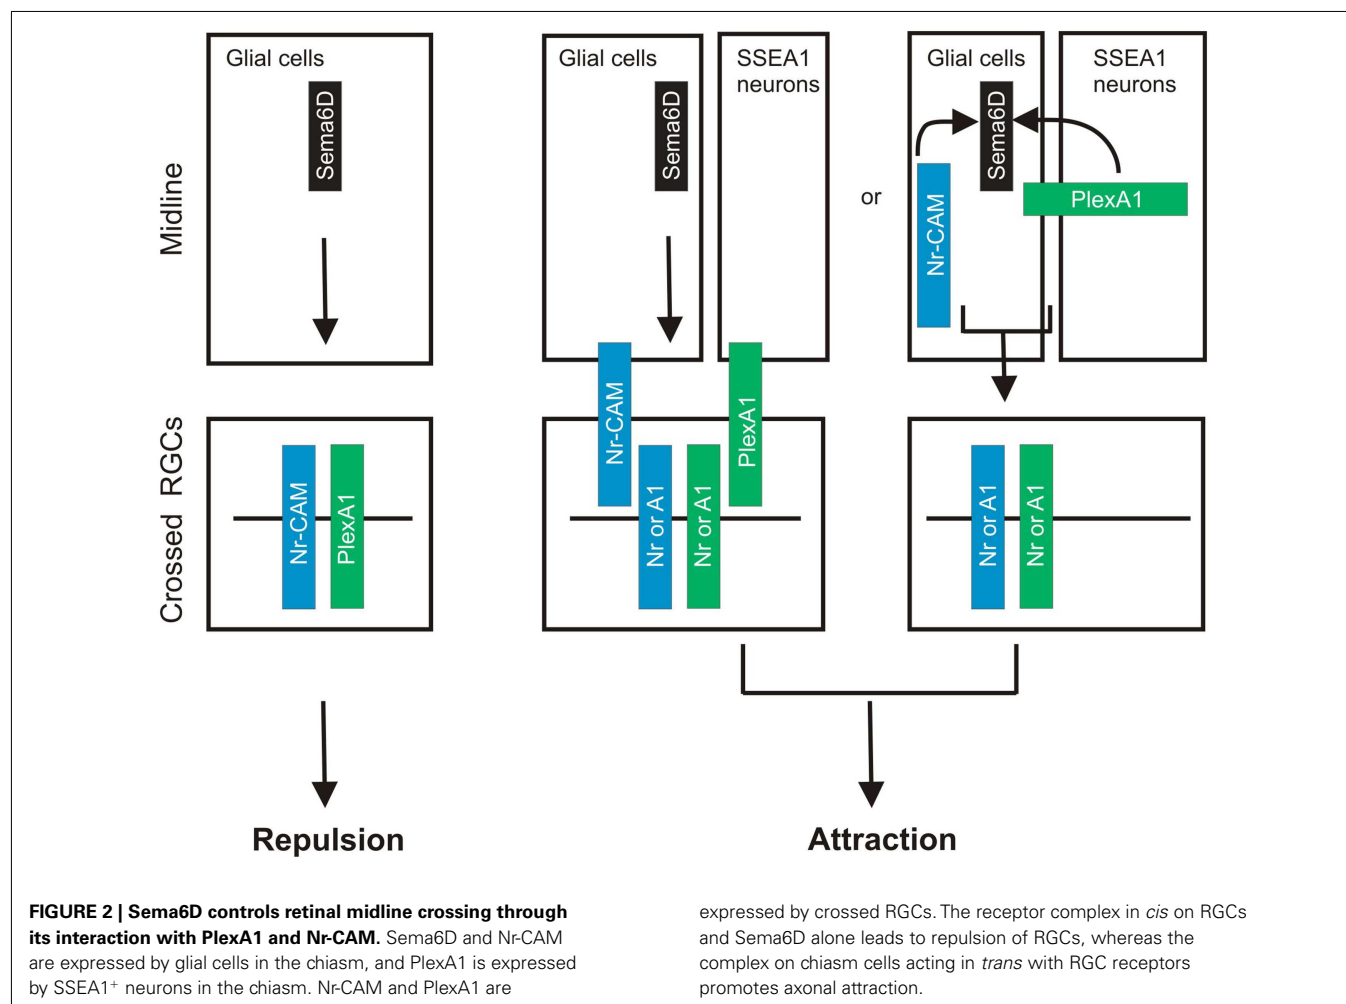 Glial cells
Sema6D
Glial cells
Sema6D
SSEA1
neurons
or
Glial cells
Sema6D
Nr-CAM
SSEA1
neurons
PlexA1
Midline
Nr-CAM
PlexA1
Nr-CAM
Nr or A1
Nr or A1
PlexA1
Nr or A1
Nr or A1
Crossed RGCs
Repulsion
Attraction
FIGURE 2 | Sema6D controls retinal midline crossing through
its interaction with PlexA1 and Nr-CAM. Sema6D and Nr-CAM
are expressed by glial cells in the chiasm, and PlexA1 is expressed
by SSEA1⁺ neurons in the chiasm. Nr-CAM and PlexA1 are
expressed by crossed RGCs. The receptor complex in cis on RGCs
and Sema6D alone leads to repulsion of RGCs, whereas the
complex on chiasm cells acting in trans with RGC receptors
promotes axonal attraction.